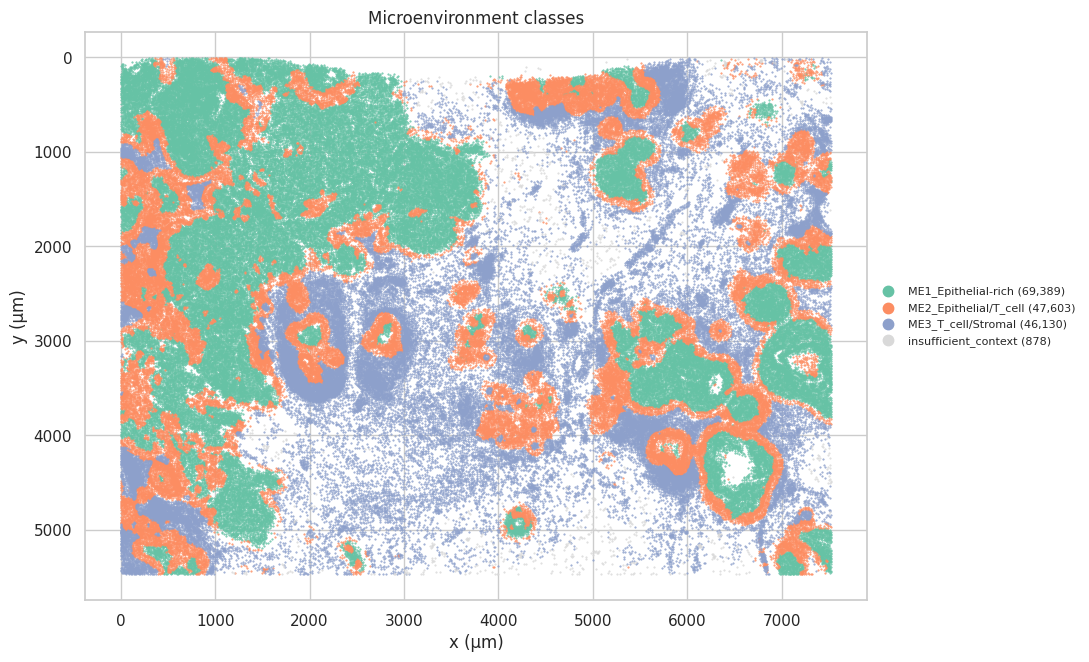 Microenvironment classes
0
1000
2000
3000
4000
5000
y (μm)
0 1000 2000 3000 4000 5000 6000 7000
x (μm)
ME1_Epithelial-rich (69,389)
ME2_Epithelial/T_cell (47,603)
ME3_T_cell/Stromal (46,130)
insufficient_context (878)